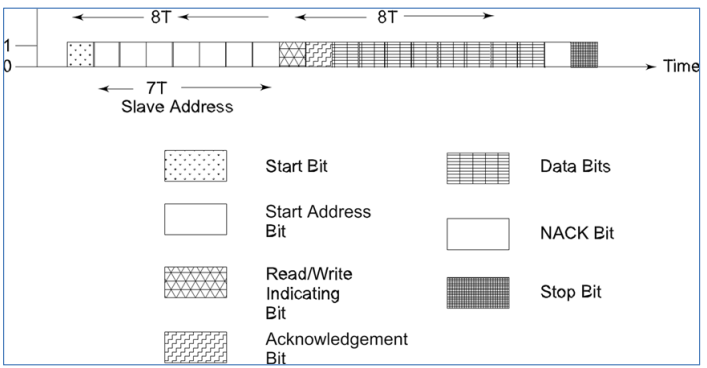 8T
8T
1
0
Time
7T
Slave Address
Start Bit
Data Bits
Start Address
Bit
NACK Bit
Read/Write
Indicating
Bit
Stop Bit
Acknowledgement
Bit